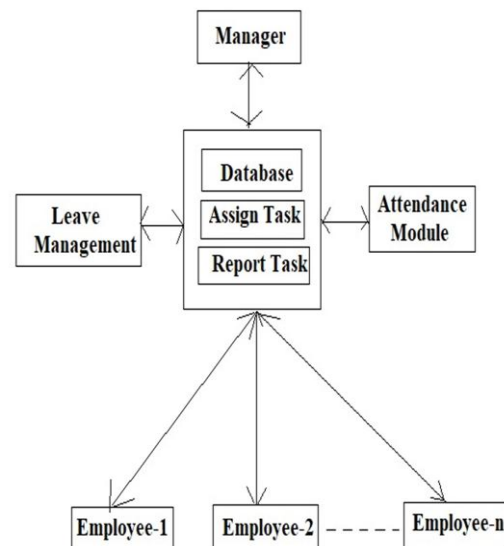 Manager
Database
Leave
Management
Assign Task
Attendance
Module
Report Task
Employee-1
Employee-2
Employee-n